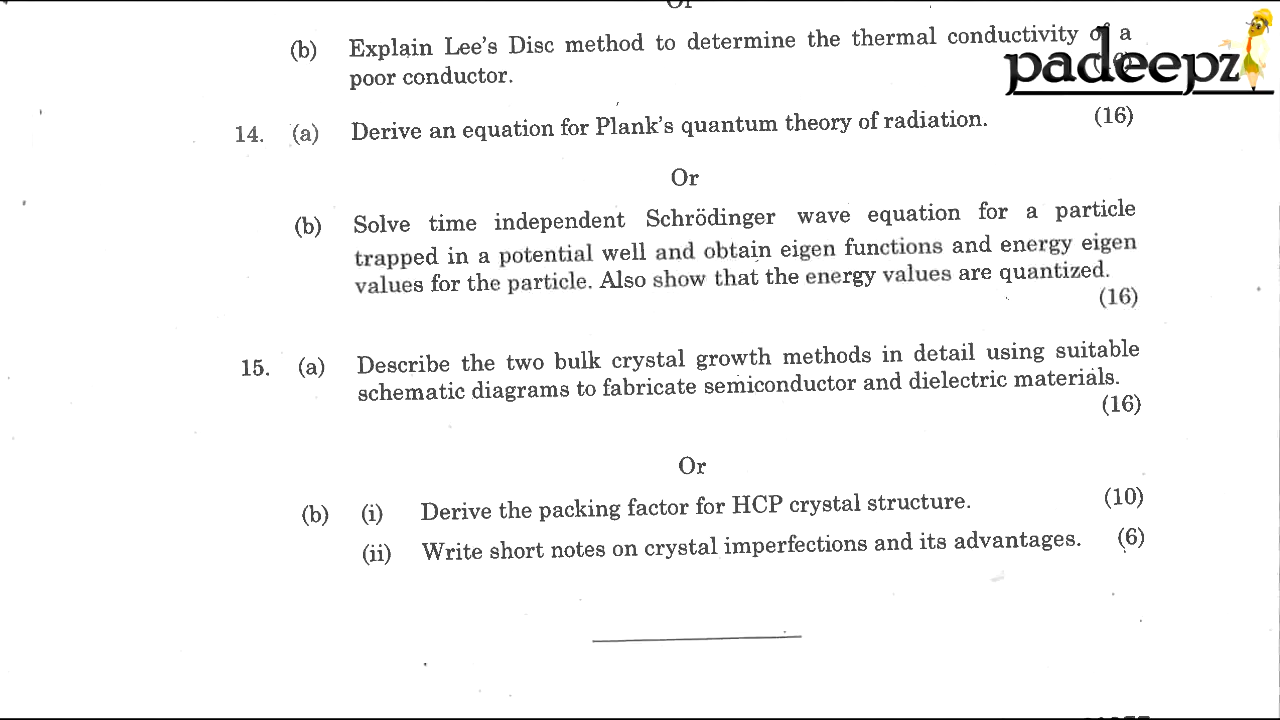 (b) Explain Lee's Disc method to determine the thermal conductivity of a
poor conductor.
padeepz
14. (a) Derive an equation for Plank's quantum theory of radiation. (16)
Or
(b) Solve time independent Schrödinger wave equation for a particle
trapped in a potential well and obtain eigen functions and energy eigen
values for the particle. Also show that the energy values are quantized.
(16)
15. (a) Describe the two bulk crystal growth methods in detail using suitable
schematic diagrams to fabricate semiconductor and dielectric materials.
(16)
Or
(b) (i) Derive the packing factor for HCP crystal structure. (10)
(ii) Write short notes on crystal imperfections and its advantages. (6)